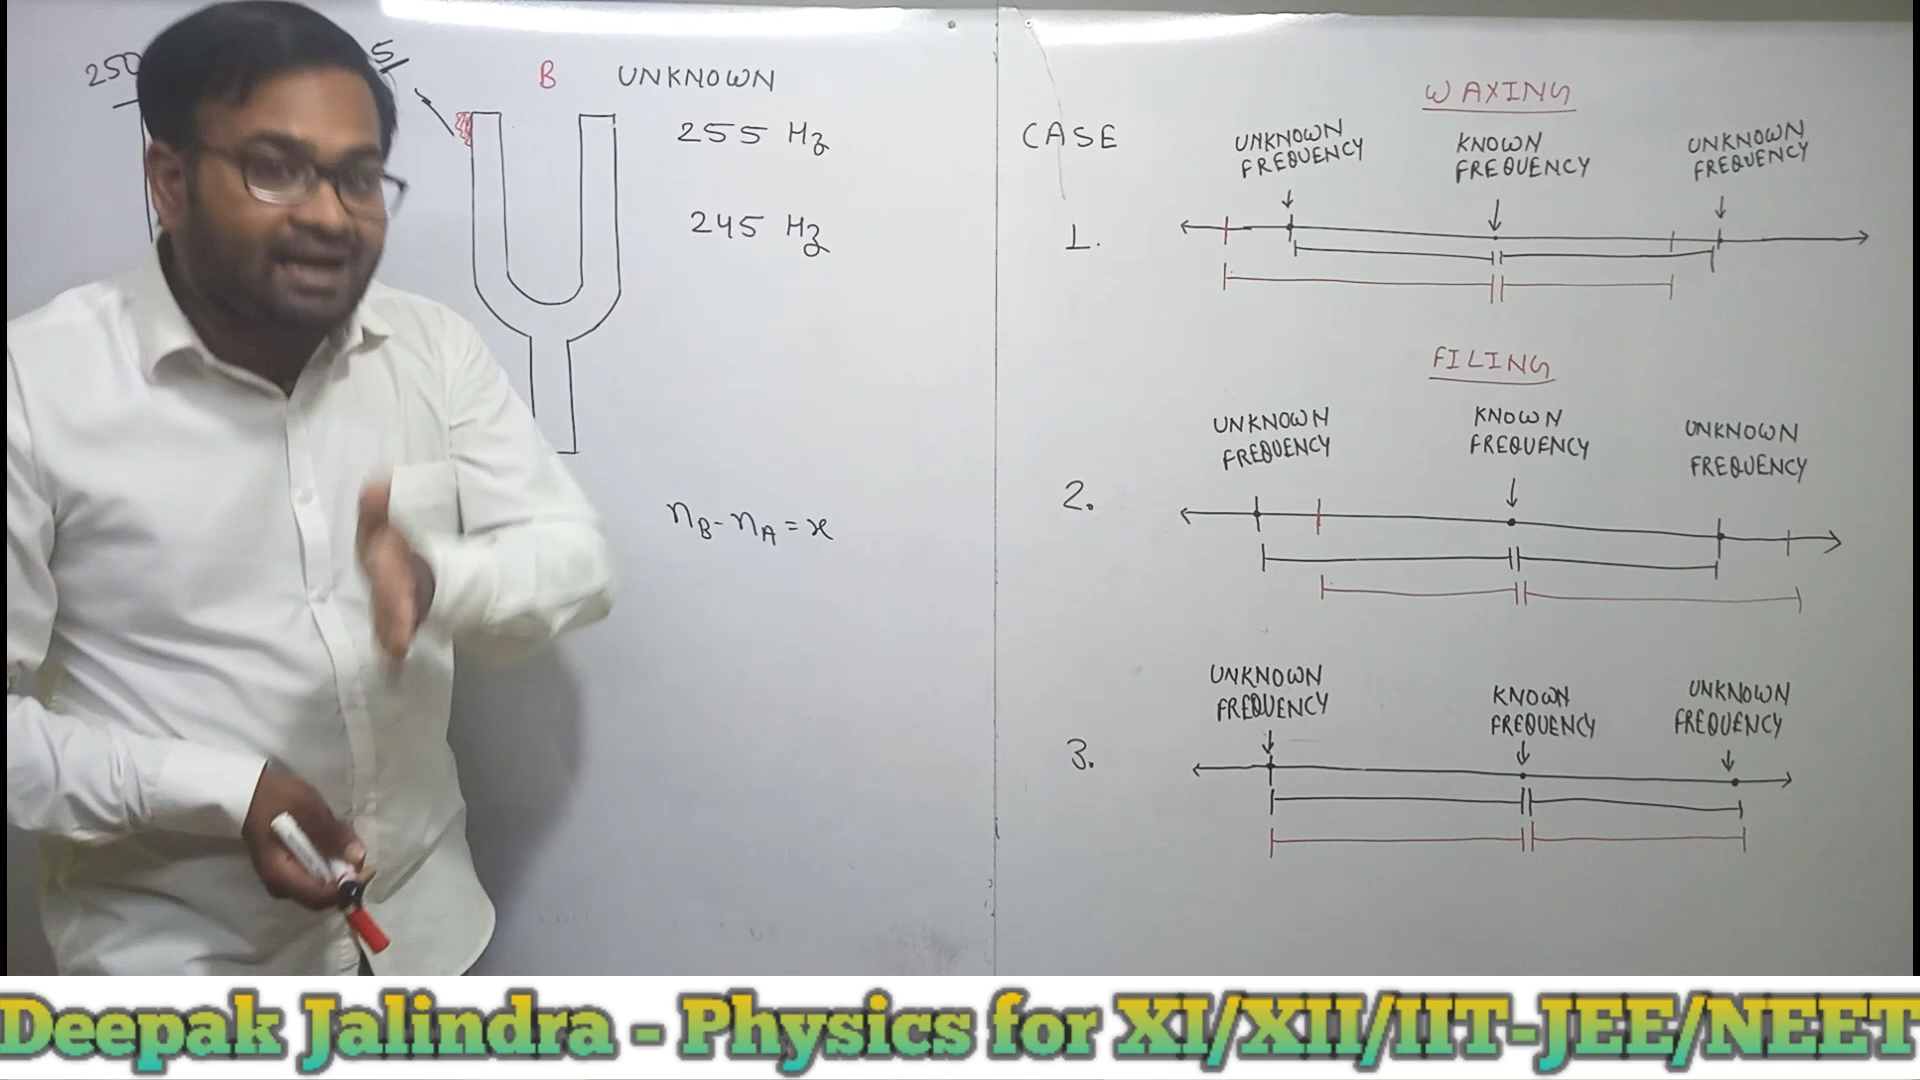 250
5
B UNKNOWN
255 Hz
245 Hz
nB - nA = x
WAXING
CASE
UNKNOWN
FREQUENCY
KNOWN
FREQUENCY
UNKNOWN
FREQUENCY
1.
FILING
UNKNOWN
FREQUENCY
KNOWN
FREQUENCY
UNKNOWN
FREQUENCY
2.
UNKNOWN
FREQUENCY
KNOWN
FREQUENCY
UNKNOWN
FREQUENCY
3.
Deepak Jalindra - Physics for XI/XII/IIT-JEE/NEET